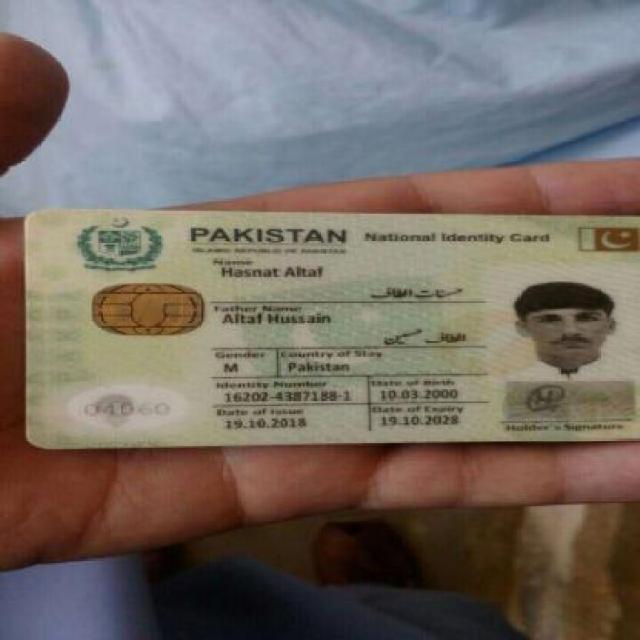 PAKISTAN National Identity Card
ISLAMIC REPUBLIC OF PAKISTAN
Name
Hasnat Altaf
حسنات الطاف
Father Name
Altaf Hussain
الطاف حسین
Gender Country of Stay
M Pakistan
Identity Number Date of Birth
16202-4387188-1 10.03.2000
Date of Issue Date of Expiry
19.10.2018 19.10.2028
Holder's Signature